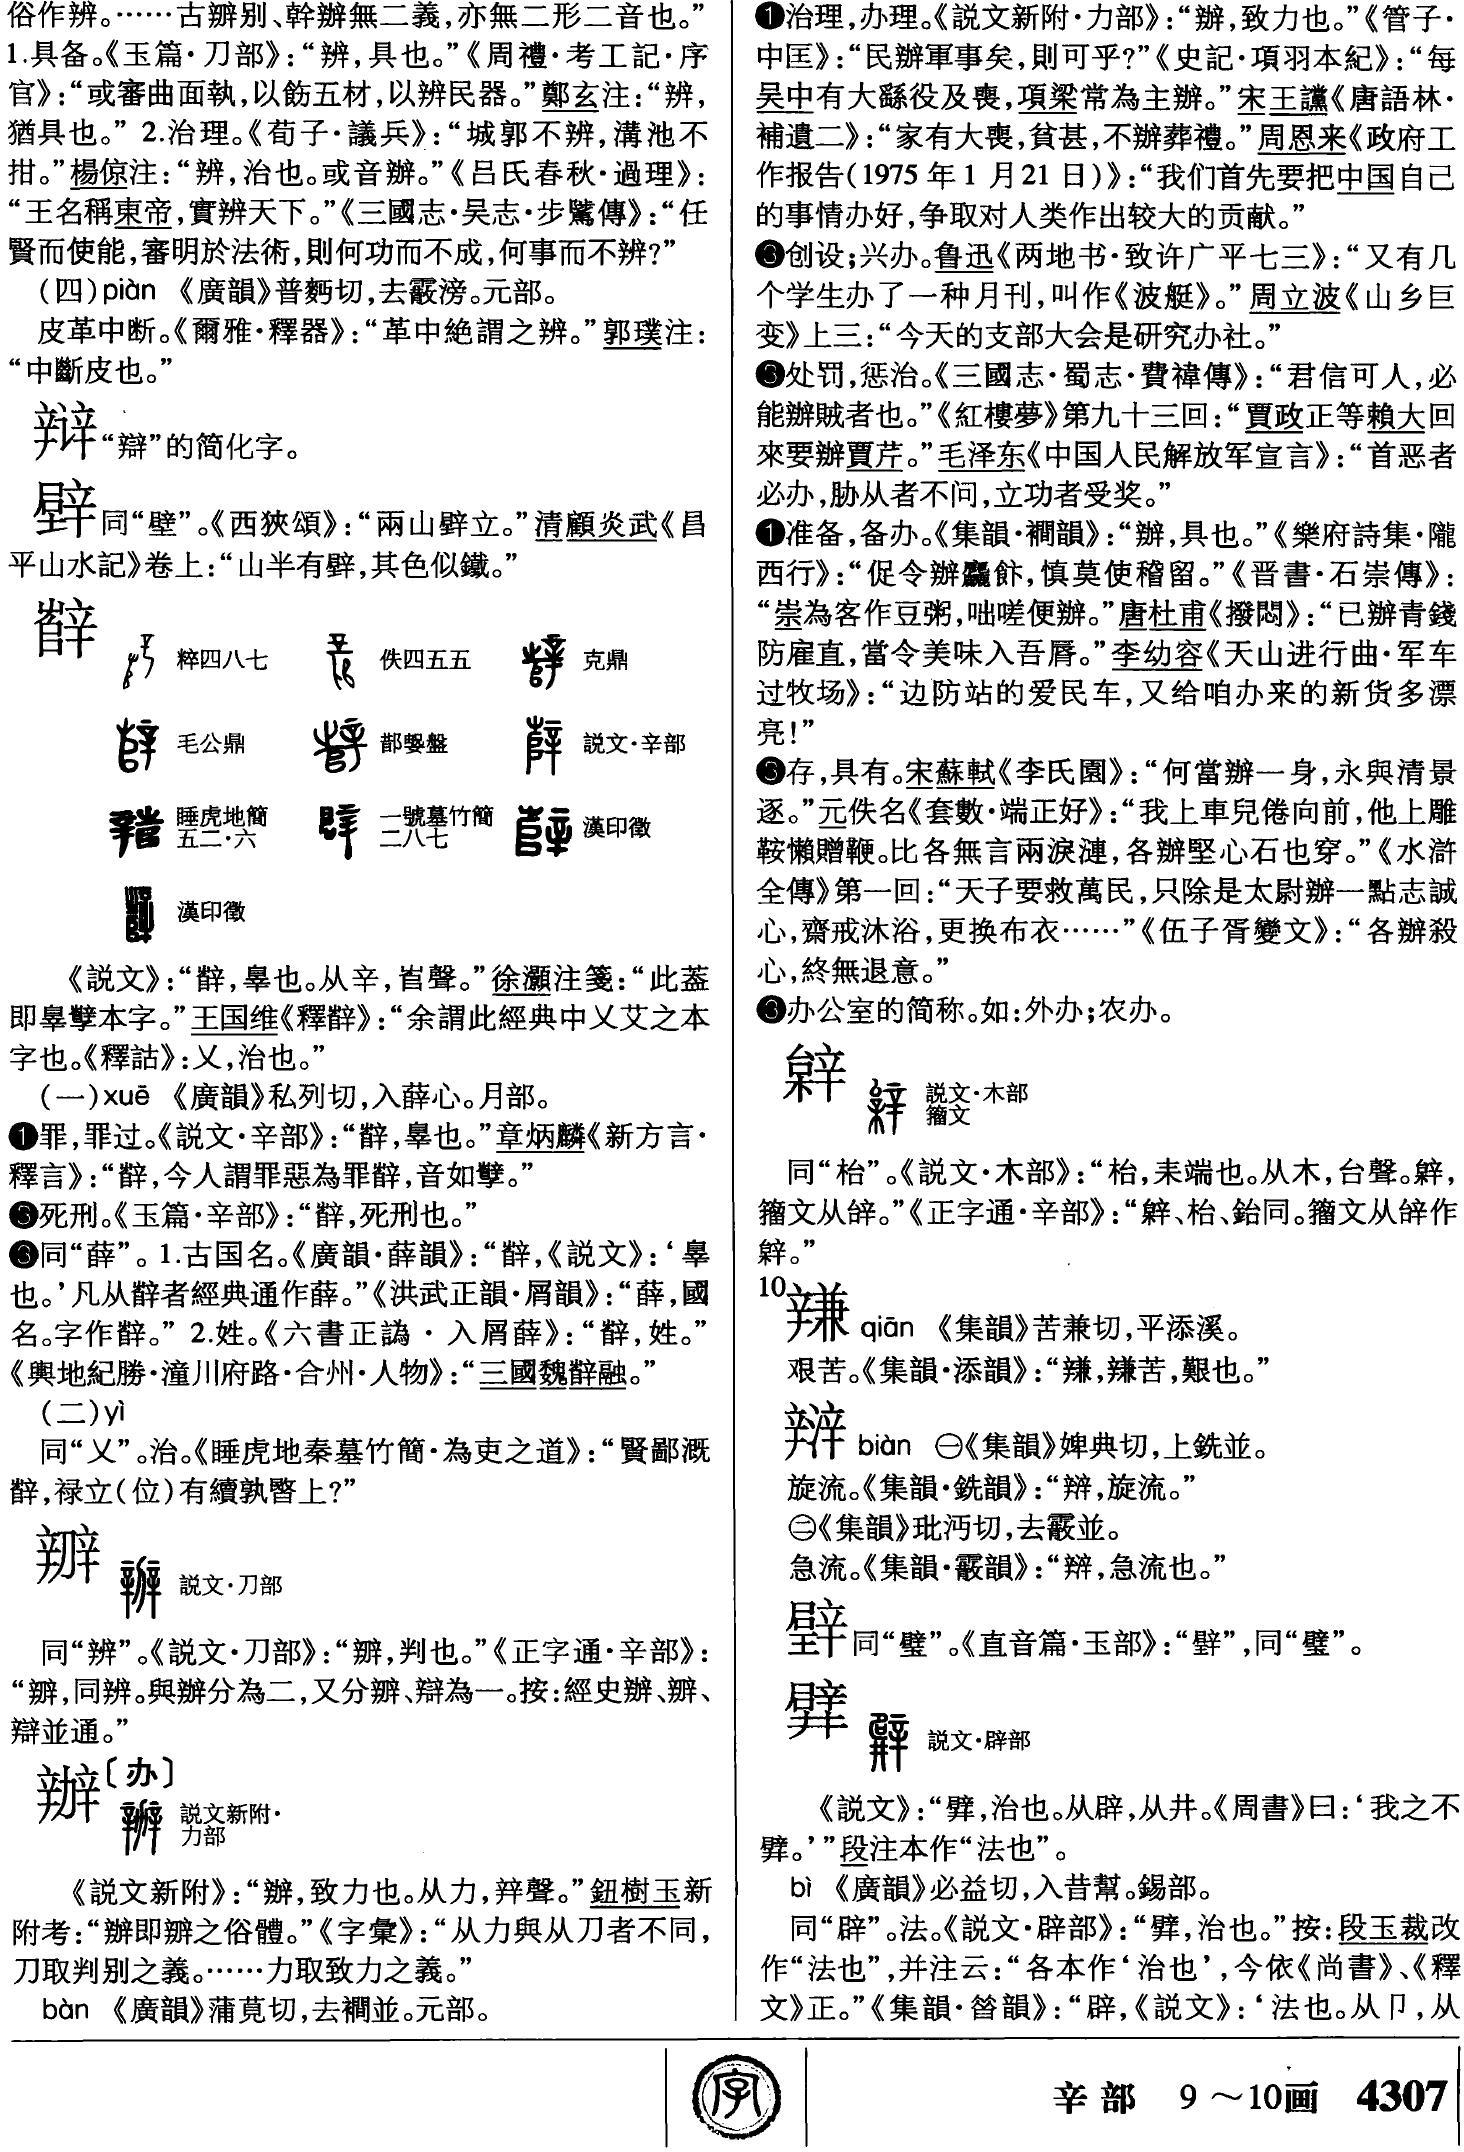 俗作辨。……古辧别、幹辦無二義，亦無二形二音也。”
1.具备。《玉篇·刀部》：“辨，具也。”《周禮·考工記·序
官》：“或審曲面執，以飭五材，以辨民器。”鄭玄注：“辨，
猶具也。” 2.治理。《荀子·議兵》：“城郭不辨，溝池不
拑。”楊倞注：“辨，治也。或音辦。”《吕氏春秋·過理》：
“王名稱東帝，實辨天下。”《三國志·吴志·步騭傳》：“任
賢而使能，審明於法術，則何功而不成，何事而不辨?”
(四)piàn 《廣韻》普麪切，去霰滂。元部。
皮革中断。《爾雅·釋器》：“革中絶謂之辨。”郭璞注：
“中斷皮也。”
辩“辯”的简化字。
同“壁”。《西狹頌》：“兩山立。”清顧炎武《昌
平山水記》卷上：“山半有，其色似鐵。”
辥
粹四八七 佚四五五 克鼎
毛公鼎 盤 説文·辛部
睡虎地簡五二·六 一號墓竹簡二八七 漢印徵
漢印徵
《説文》：“辥，辠也。从辛，𡴎聲。”徐灝注箋：“此葢
即辠孼本字。”王国维《釋辥》：“余謂此經典中乂艾之本
字也。《釋詁》：乂，治也。”
(一)xuē 《廣韻》私列切，入薛心。月部。
❶罪，罪过。《説文·辛部》：“辥，辠也。”章炳麟《新方言·
釋言》：“辥，今人謂罪惡為罪辥，音如孼。”
❷死刑。《玉篇·辛部》：“辥，死刑也。”
❸同“薛”。1.古国名。《廣韻·薛韻》：“辥，《説文》：‘辠
也。’凡从辥者經典通作薛。”《洪武正韻·屑韻》：“薛，國
名。字作辥。” 2.姓。《六書正譌·入屑薛》：“辥，姓。”
《輿地紀勝·潼川府路·合州·人物》：“三國魏辥融。”
(二)yì
同“乂”。治。《睡虎地秦墓竹簡·為吏之道》：“賢鄙溉
辥，禄立(位)有續孰暋上?”
辧
説文·刀部
同“辨”。《説文·刀部》：“辧，判也。”《正字通·辛部》：
“辧，同辨。與辦分為二，又分辧、辯為一。按：經史辦、辧、
辯並通。”
辦〔办〕
説文新附·
力部
《説文新附》：“辦，致力也。从力，辡聲。”鈕樹玉新
附考：“辦即辧之俗體。”《字彙》：“从力與从刀者不同，
刀取判别之義。……力取致力之義。”
bàn 《廣韻》蒲莧切，去襉並。元部。
❶治理，办理。《説文新附·力部》：“辦，致力也。”《管子·
中匡》：“民辦軍事矣，則可乎?”《史記·項羽本紀》：“每
吴中有大繇役及喪，項梁常為主辦。”宋王讜《唐語林·
補遺二》：“家有大喪，貧甚，不辦葬禮。”周恩来《政府工
作报告(1975年1月21日)》：“我们首先要把中国自己
的事情办好，争取对人类作出较大的贡献。”
❷创设；兴办。鲁迅《两地书·致许广平七三》：“又有几
个学生办了一种月刊，叫作《波艇》。”周立波《山乡巨
变》上三：“今天的支部大会是研究办社。”
❸处罚，惩治。《三國志·蜀志·費禕傳》：“君信可人，必
能辦賊者也。”《紅樓夢》第九十三回：“賈政正等賴大回
來要辦賈芹。”毛泽东《中国人民解放军宣言》：“首恶者
必办，胁从者不问，立功者受奖。”
❹准备，备办。《集韻·襉韻》：“辦，具也。”《樂府詩集·隴
西行》：“促令辦麤飰，慎莫使稽留。”《晋書·石崇傳》：
“崇為客作豆粥，咄嗟便辦。”唐杜甫《撥悶》：“已辦青錢
防雇直，當令美味入吾脣。”李幼容《天山进行曲·军车
过牧场》：“边防站的爱民车，又给咱办来的新货多漂
亮!”
❺存，具有。宋蘇軾《李氏園》：“何當辦一身，永與清景
逐。”元佚名《套數·端正好》：“我上車兒倦向前，他上雕
鞍懶贈鞭。比各無言兩淚漣，各辦堅心石也穿。”《水滸
全傳》第一回：“天子要救萬民，只除是太尉辦一點志誠
心，齋戒沐浴，更换布衣……”《伍子胥變文》：“各辦殺
心，終無退意。”
❻办公室的简称。如：外办；农办。
説文·木部
籀文
同“枱”。《説文·木部》：“枱，耒端也。从木，台聲。，
籀文从辝。”《正字通·辛部》：“、枱、鈶同。籀文从辝作
。”
10
qiān 《集韻》苦兼切，平添溪。
艰苦。《集韻·添韻》：“，苦，艱也。”
biàn ㊀《集韻》婢典切，上銑並。
旋流。《集韻·銑韻》：“，旋流。”
㊁《集韻》玭沔切，去霰並。
急流。《集韻·霰韻》：“，急流也。”
同“璧”。《直音篇·玉部》：“”，同“璧”。
説文·辟部
《説文》：“，治也。从辟，从井。《周書》曰：‘我之不
。’”段注本作“法也”。
bì 《廣韻》必益切，入昔幫。錫部。
同“辟”。法。《説文·辟部》：“，治也。”按：段玉裁改
作“法也”，并注云：“各本作‘治也’，今依《尚書》、《釋
文》正。”《集韻·㫺韻》：“辟，《説文》：‘法也。从卩，从
字
辛部 9～10画 4307